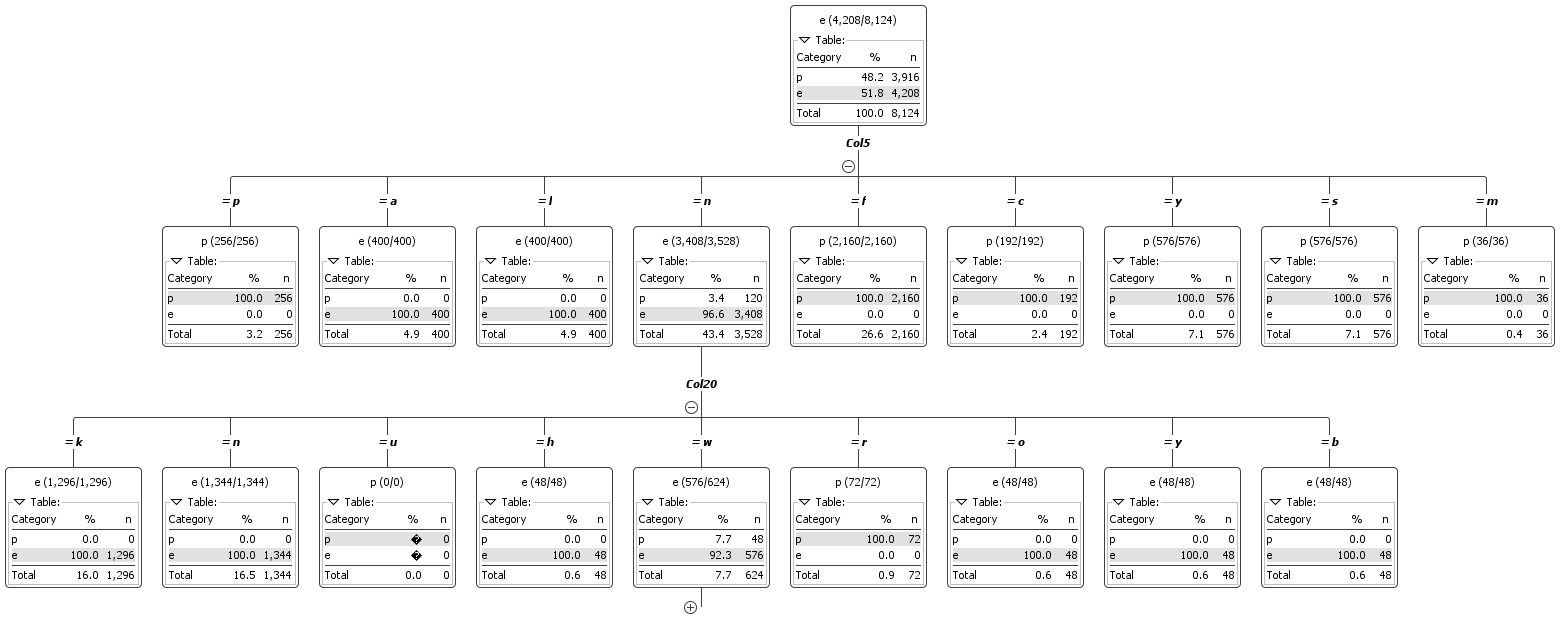 e (4,208/8,124)
Table:
Category % n
p 48.2 3,916
e 51.8 4,208
Total 100.0 8,124
Col5
= p = a = l = n = f = c = y = s = m
p (256/256)
Table:
Category % n
p 100.0 256
e 0.0 0
Total 3.2 256
e (400/400)
Table:
Category % n
p 0.0 0
e 100.0 400
Total 4.9 400
e (400/400)
Table:
Category % n
p 0.0 0
e 100.0 400
Total 4.9 400
e (3,408/3,528)
Table:
Category % n
p 3.4 120
e 96.6 3,408
Total 43.4 3,528
p (2,160/2,160)
Table:
Category % n
p 100.0 2,160
e 0.0 0
Total 26.6 2,160
p (192/192)
Table:
Category % n
p 100.0 192
e 0.0 0
Total 2.4 192
p (576/576)
Table:
Category % n
p 100.0 576
e 0.0 0
Total 7.1 576
p (576/576)
Table:
Category % n
p 100.0 576
e 0.0 0
Total 7.1 576
p (36/36)
Table:
Category % n
p 100.0 36
e 0.0 0
Total 0.4 36
Col20
= k = n = u = h = w = r = o = y = b
e (1,296/1,296)
Table:
Category % n
p 0.0 0
e 100.0 1,296
Total 16.0 1,296
e (1,344/1,344)
Table:
Category % n
p 0.0 0
e 100.0 1,344
Total 16.5 1,344
p (0/0)
Table:
Category % n
p � 0
e � 0
Total 0.0 0
e (48/48)
Table:
Category % n
p 0.0 0
e 100.0 48
Total 0.6 48
e (576/624)
Table:
Category % n
p 7.7 48
e 92.3 576
Total 7.7 624
p (72/72)
Table:
Category % n
p 100.0 72
e 0.0 0
Total 0.9 72
e (48/48)
Table:
Category % n
p 0.0 0
e 100.0 48
Total 0.6 48
e (48/48)
Table:
Category % n
p 0.0 0
e 100.0 48
Total 0.6 48
e (48/48)
Table:
Category % n
p 0.0 0
e 100.0 48
Total 0.6 48